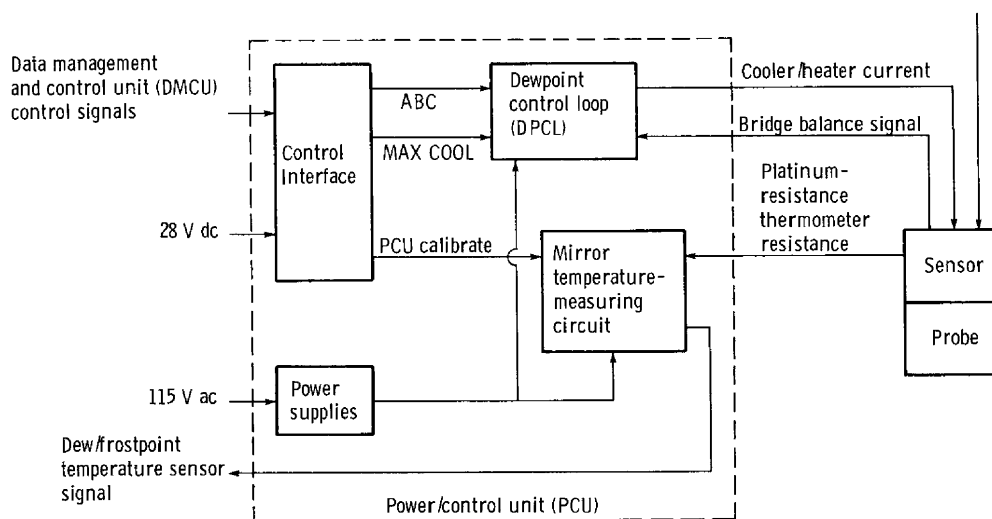 Data management
and control unit (DMCU)
control signals
28 V dc
115 V ac
Dew/frostpoint
temperature sensor
signal
Control
Interface
ABC
MAX COOL
PCU calibrate
Power
supplies
Dewpoint
control loop
(DPCL)
Mirror
temperature-
measuring
circuit
Power/control unit (PCU)
Cooler/heater current
Bridge balance signal
Platinum-
resistance
thermometer
resistance
Sensor
Probe